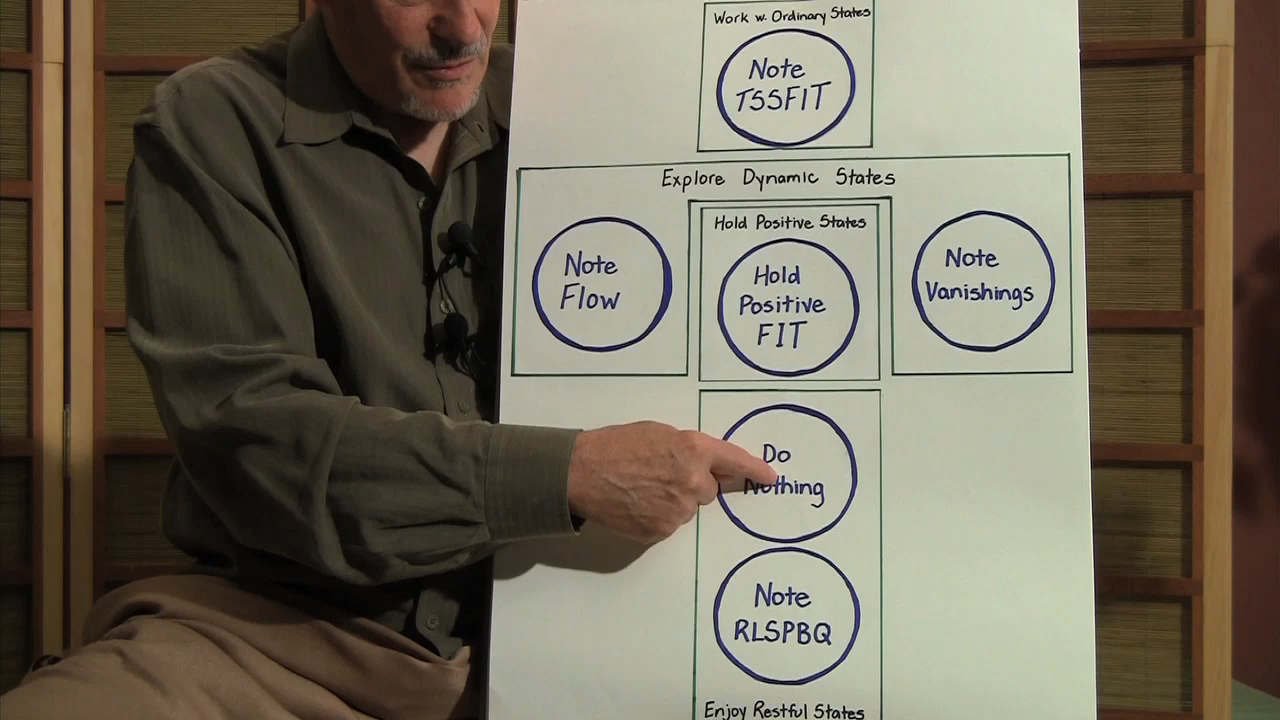 Work w. Ordinary States
Note
TSSFIT
Explore Dynamic States
Note
Flow
Hold Positive States
Hold
Positive
FIT
Note
Vanishings
Do
Nothing
Note
RLSPBQ
Enjoy Restful States